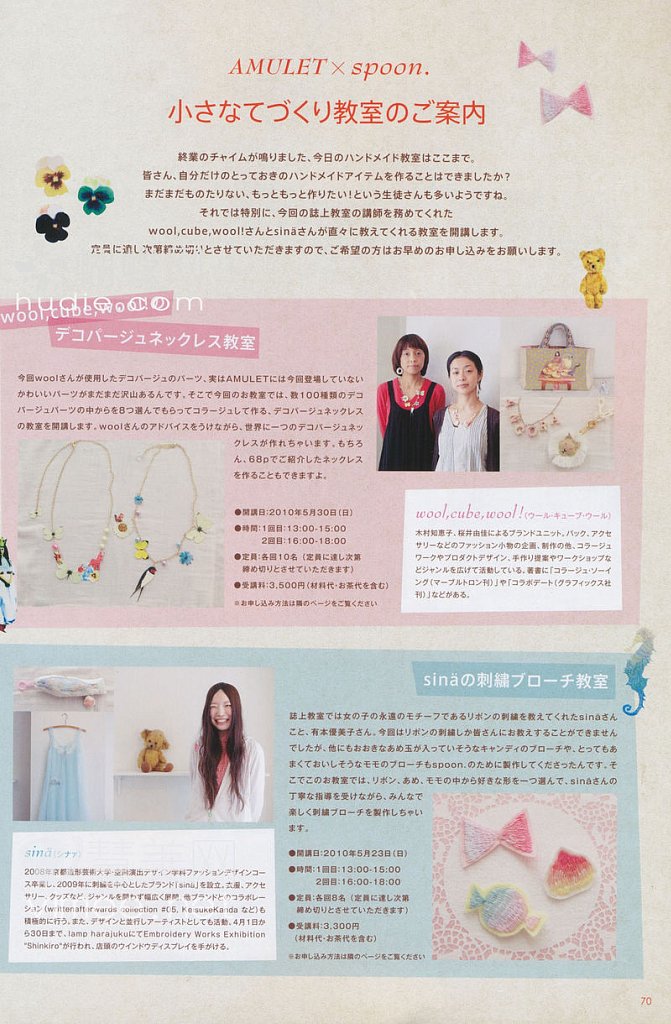 AMULET × spoon.
小さなてづくり教室のご案内
終業のチャイムが鳴りました、今日のハンドメイド教室はここまで。
皆さん、自分だけのとっておきのハンドメイドアイテムを作ることはできましたか？
まだまだものたりない、もっともっと作りたい！という生徒さんも多いようですね。
それでは特別に、今回の誌上教室の講師を務めてくれた
wool,cube,wool!さんとsinäさんが直々に教えてくれる教室を開講します。
定員に達し次第締め切りとさせていただきますので、ご希望の方はお早めのお申し込みをお願いします。
wool,cube,wool!の
デコパージュネックレス教室
今回woolさんが使用したデコパージュのパーツ、実はAMULETには今回登場していない
かわいいパーツがまだまだ沢山あるんです。そこで今回のお教室では、数100種類のデコ
パージュパーツの中からを8つ選んでもらってコラージュして作る、デコパージュネックレス
の教室を開講します。woolさんのアドバイスをうけながら、世界に一つのデコパージュネッ
クレスが作れちゃいます。もちろ
ん、68pでご紹介したネックレス
を作ることもできますよ。
●開講日：2010年5月30日（日）
●時間：1回目：13:00-15:00
2回目：16:00-18:00
●定員：各回10名（定員に達し次第
締め切りとさせていただきます）
●受講料：3,500円（材料代・お茶代を含む）
※お申し込み方法は隣のページをご覧ください
wool,cube,wool!（ウール・キューブ・ウール）
木村知恵子、桜井由佳によるブランドユニット。バック、アクセ
サリーなどのファッション小物の企画、制作の他、コラージュ
ワークやプロダクトデザイン、手作り提案やワークショップな
どジャンルを広げて活動している。著書に「コラージュ・ソーイ
ング（マーブルトロン刊）」や「コラボデート（グラフィックス社
刊）」などがある。
sinäの刺繍ブローチ教室
誌上教室では女の子の永遠のモチーフであるリボンの刺繍を教えてくれたsinäさん
こと、有本優美子さん。今回はリボンの刺繍しか皆さんにお教えすることができません
でしたが、他にもおおきなあめ玉が入っていそうなキャンディのブローチや、とってもあ
まくておいしそうなモモのブローチもspoon.のために製作してくださったんです。そ
こでこのお教室では、リボン、あめ、モモの中から好きな形を一つ選んで、sinäさんの
丁寧な指導を受けながら、みんなで
楽しく刺繍ブローチを製作しちゃい
ます。
●開講日：2010年5月23日（日）
●時間：1回目：13:00-15:00
2回目：16:00-18:00
●定員：各回8名（定員に達し次第
締め切りとさせていただきます）
●受講料：3,300円
（材料代・お茶代を含む）
※お申し込み方法は隣のページをご覧ください
sinä（シナァ）
2008年京都造形芸術大学・空間演出デザイン学科ファッションデザインコー
ス卒業し、2009年に刺繍を中心としたブランド「sinä」を設立。衣服、アクセ
サリー、グッズなど、ジャンルを問わず幅広く展開。他ブランドとのコラボレー
ション（writtenafterwards collection #05, KeisukeKanda など）も
積極的に行う。また、デザインと並行しアーティストとしても活動。4月1日から
30日まで、lamp harajukuにてEmbroidery Works Exhibition
"Shinkiro"が行われ、店頭のウインドウディスプレイを手がける。
70